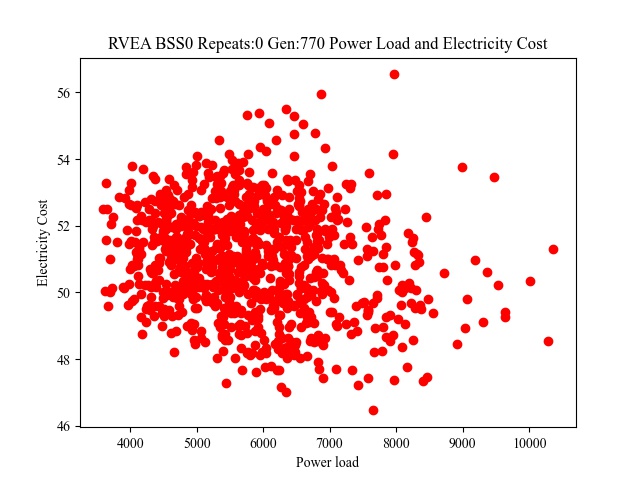 RVEA BSS0 Repeats:0 Gen:770 Power Load and Electricity Cost
56
54
52
50
48
46
Electricity Cost
4000 5000 6000 7000 8000 9000 10000
Power load